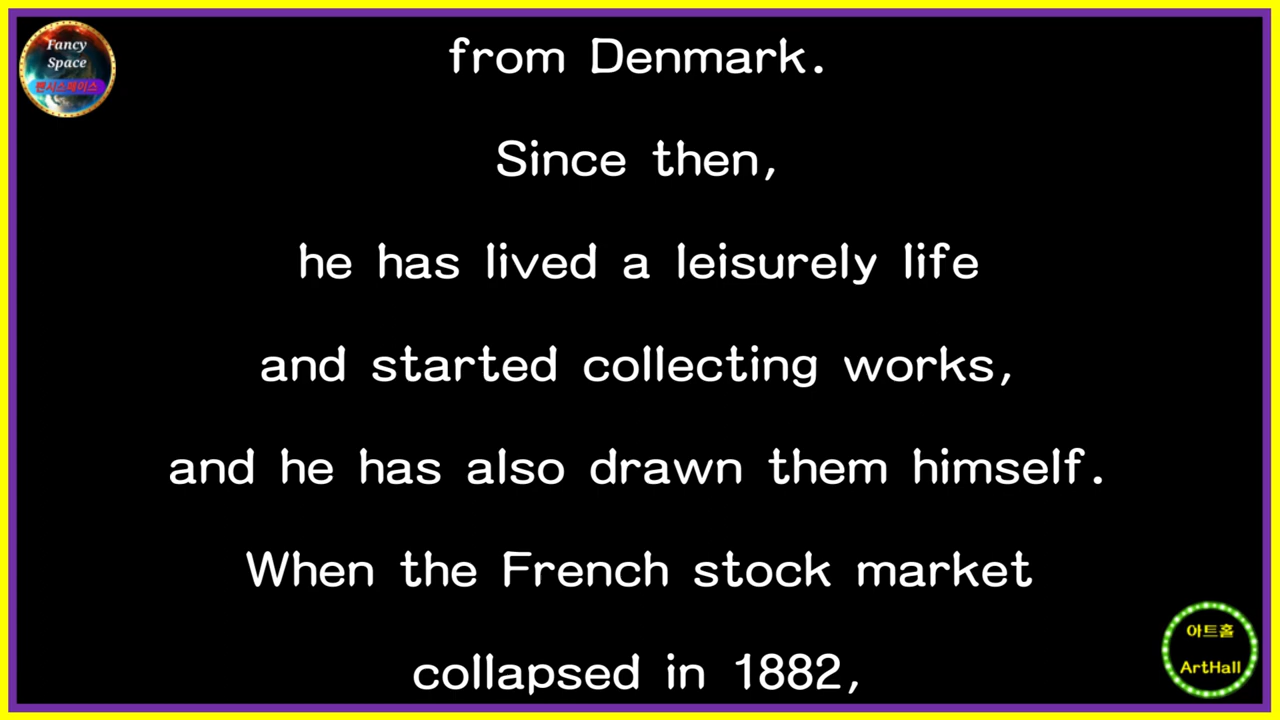 Fancy
Space
팬시스페이스
from Denmark.
Since then,
he has lived a leisurely life
and started collecting works,
and he has also drawn them himself.
When the French stock market
collapsed in 1882,
아트홀
ArtHall